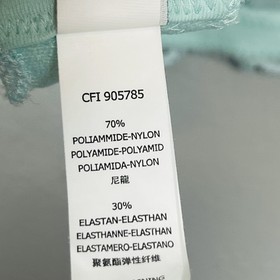 CFI 905785
70%
POLIAMMIDE-NYLON
POLYAMIDE-POLYAMID
POLIAMIDA-NYLON
尼龍
30%
ELASTAN-ELASTHAN
ELASTHANNE-ELASTHAN
ELASTAMERO-ELASTANO
聚氨酯弹性纤维